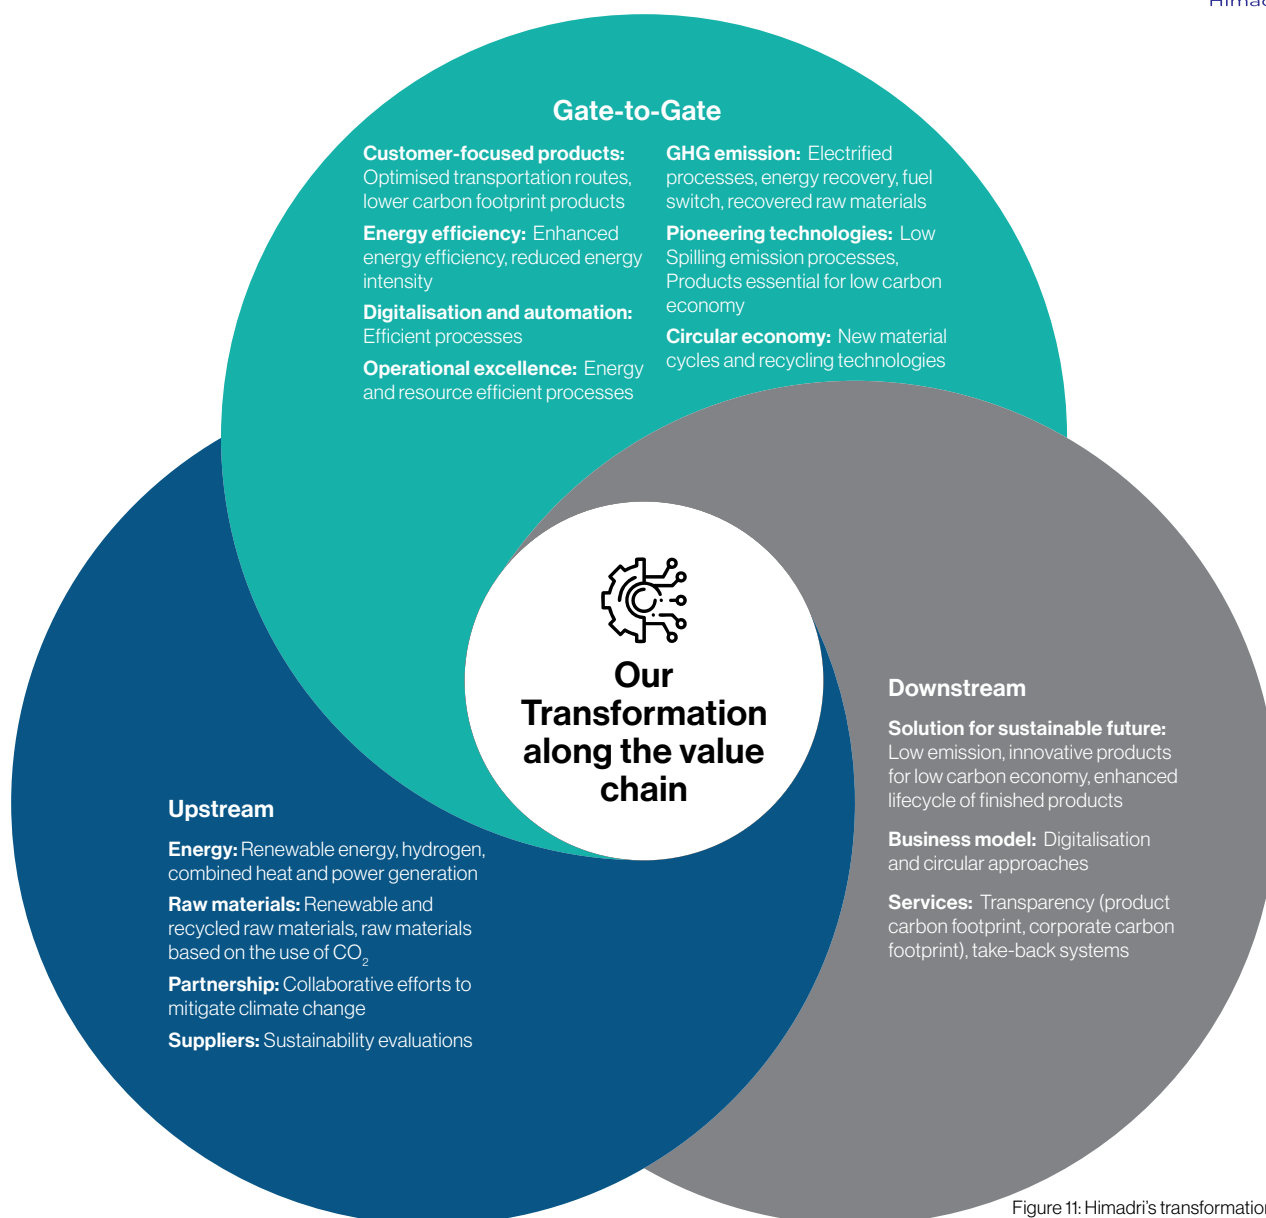 Gate-to-Gate
Customer-focused products:
Optimised transportation routes,
lower carbon footprint products
Energy efficiency: Enhanced
energy efficiency, reduced energy
intensity
Digitalisation and automation:
Efficient processes
Operational excellence: Energy
and resource efficient processes
GHG emission: Electrified
processes, energy recovery, fuel
switch, recovered raw materials
Pioneering technologies: Low
Spilling emission processes,
Products essential for low carbon
economy
Circular economy: New material
cycles and recycling technologies
Our
Transformation
along the value
chain
Upstream
Energy: Renewable energy, hydrogen,
combined heat and power generation
Raw materials: Renewable and
recycled raw materials, raw materials
based on the use of CO₂
Partnership: Collaborative efforts to
mitigate climate change
Suppliers: Sustainability evaluations
Downstream
Solution for sustainable future:
Low emission, innovative products
for low carbon economy, enhanced
lifecycle of finished products
Business model: Digitalisation
and circular approaches
Services: Transparency (product
carbon footprint, corporate carbon
footprint), take-back systems
Figure 11: Himadri's transformation